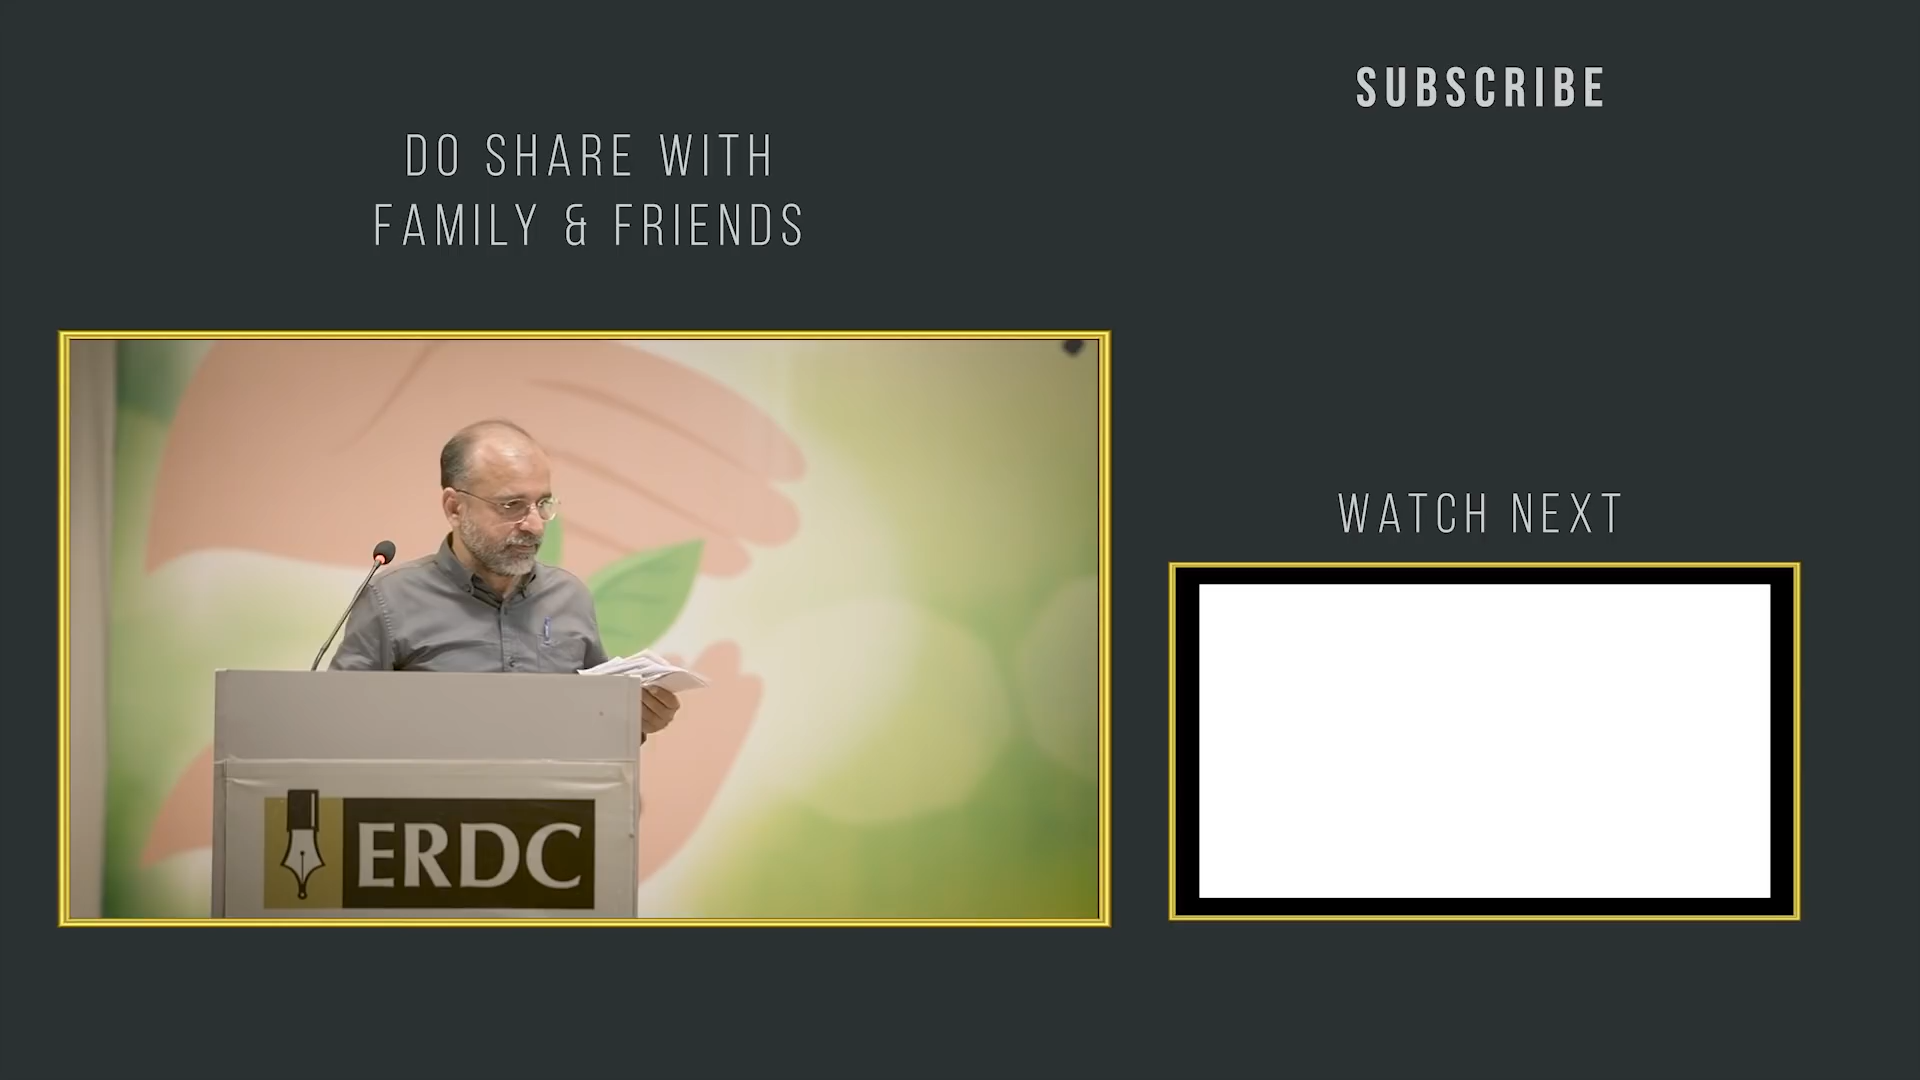 SUBSCRIBE
DO SHARE WITH
FAMILY & FRIENDS
WATCH NEXT
ERDC